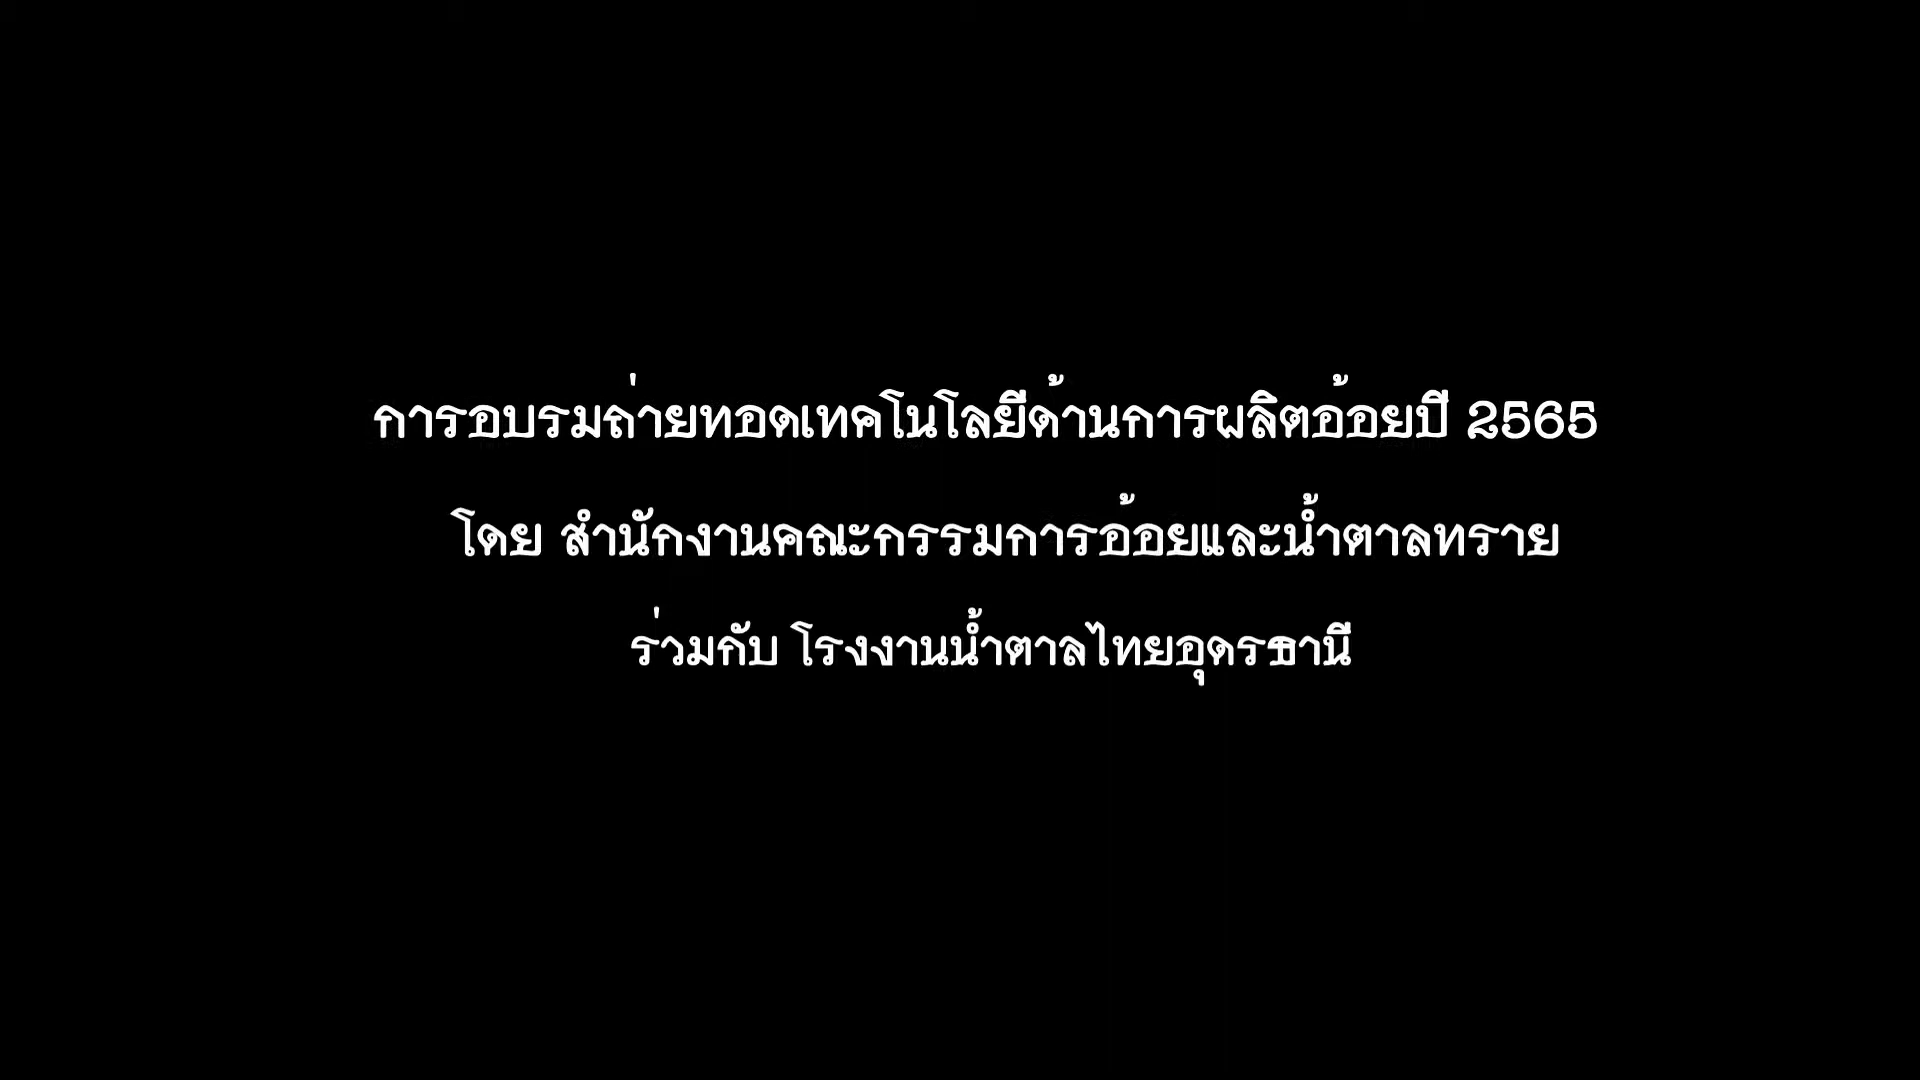 การอบรมถ่ายทอดเทคโนโลยีด้านการผลิตอ้อยปี 2565
โดย สำนักงานคณะกรรมการอ้อยและน้ำตาลทราย
ร่วมกับ โรงงานน้ำตาลไทยอุดรธานี